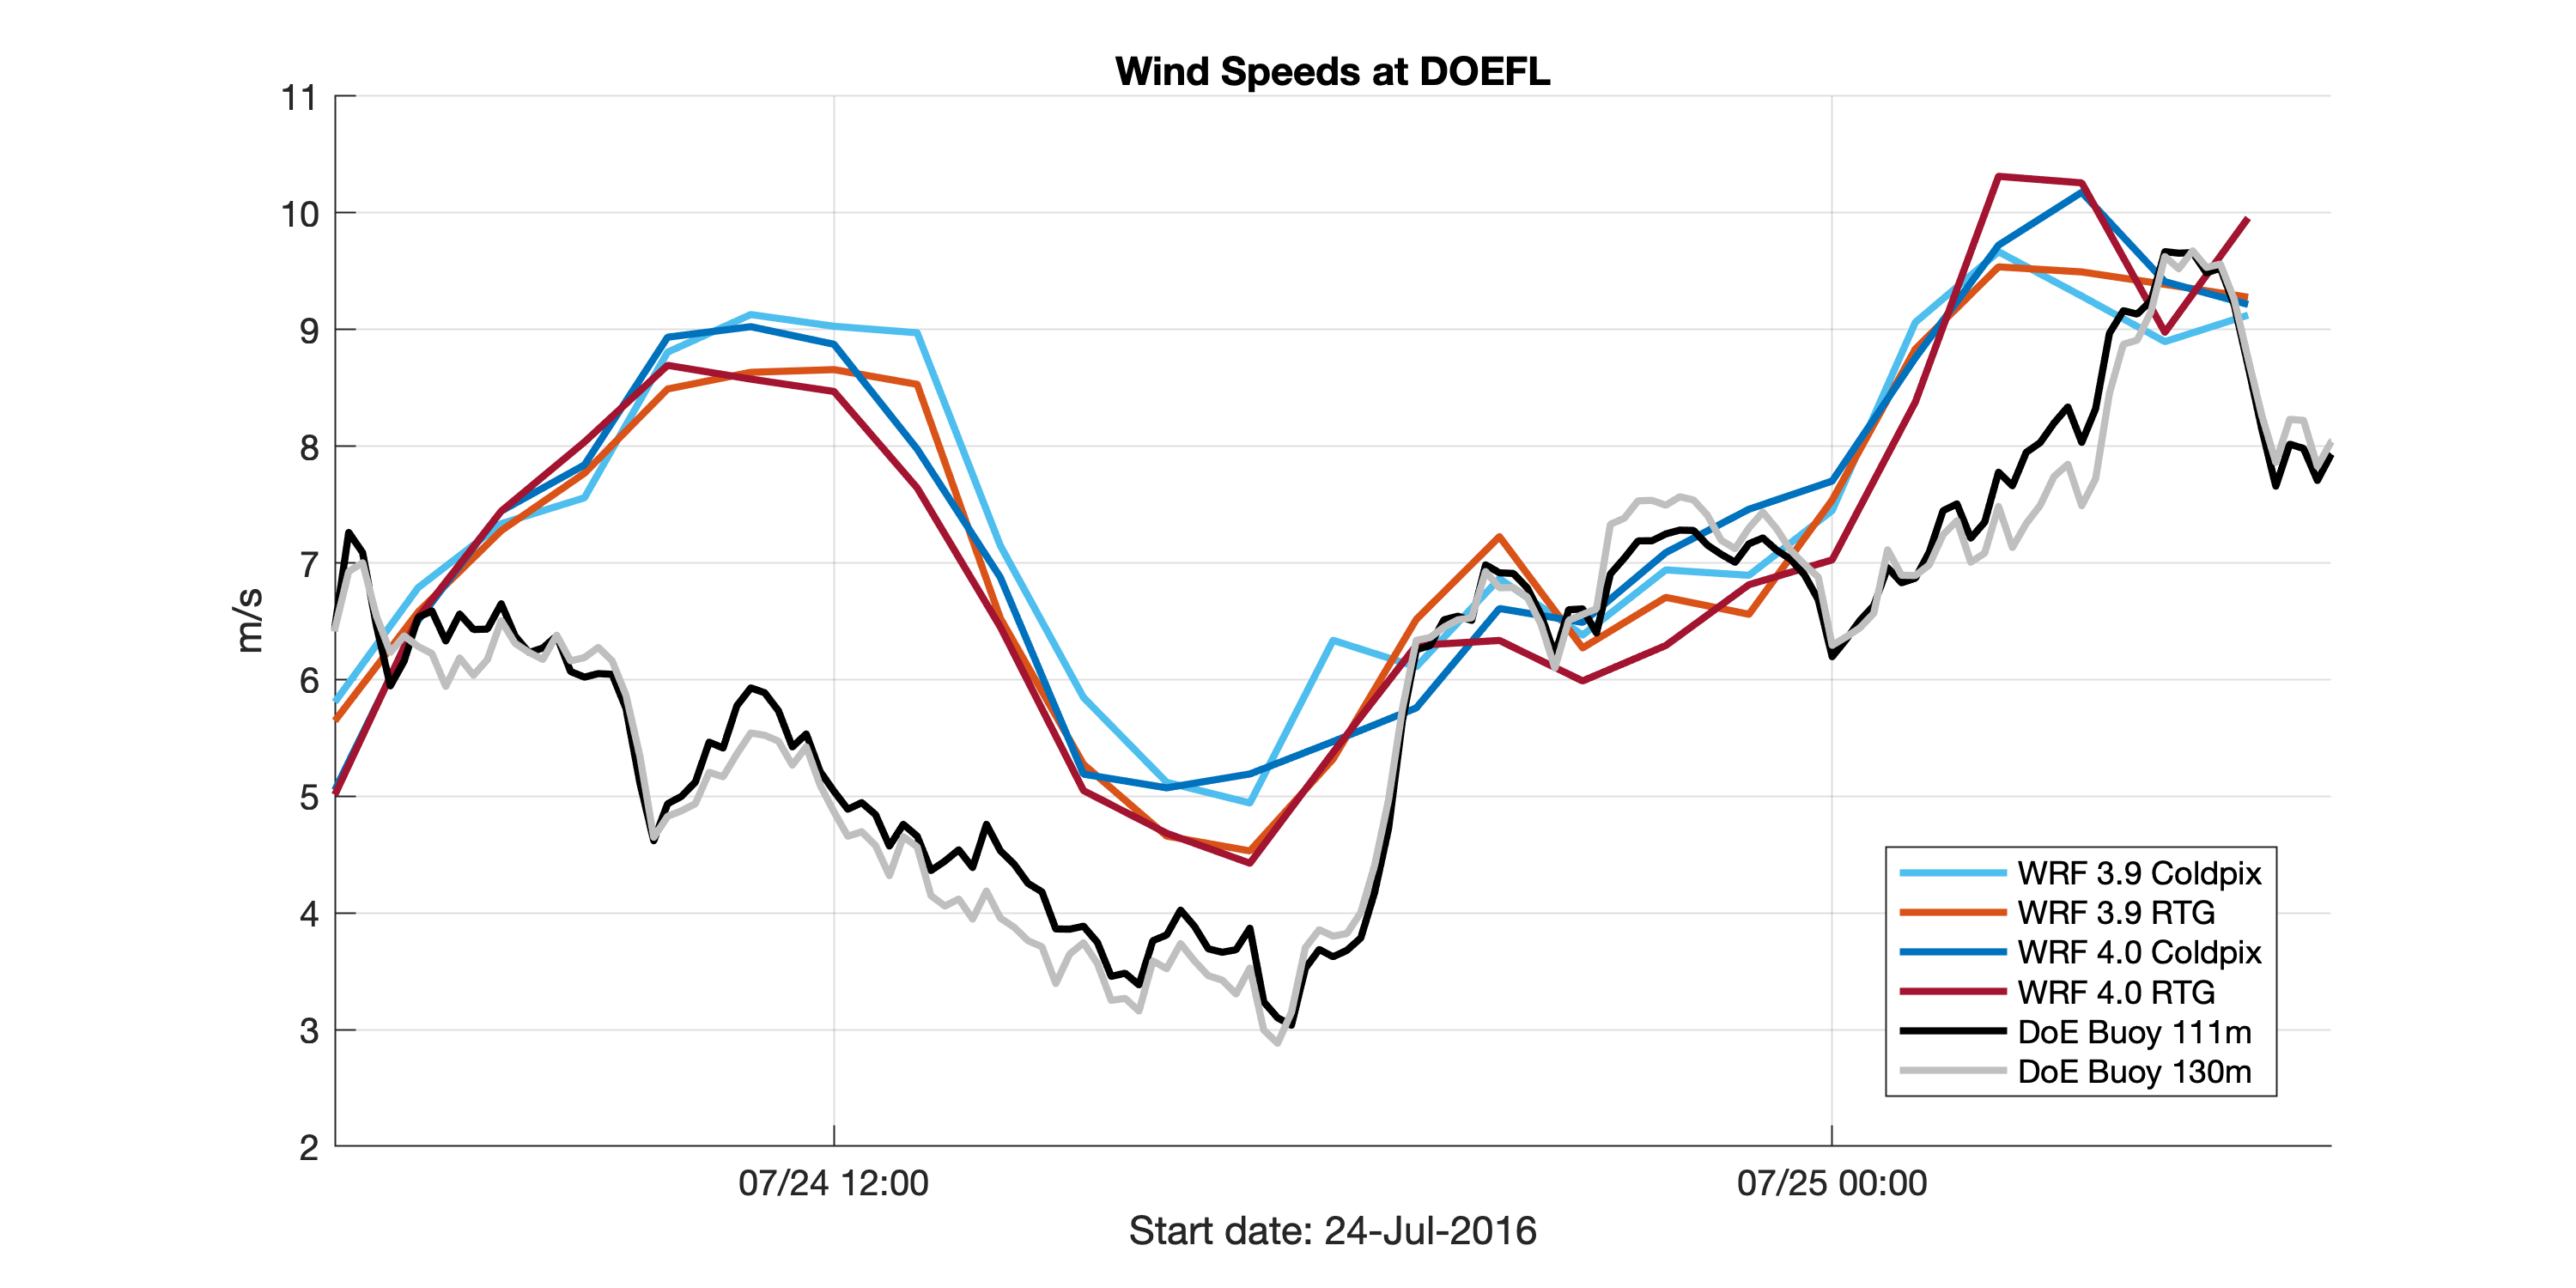 Wind Speeds at DOEFL
11
10
9
8
7
6
5
4
3
2
m/s
07/24 12:00
07/25 00:00
Start date: 24-Jul-2016
WRF 3.9 Coldpix
WRF 3.9 RTG
WRF 4.0 Coldpix
WRF 4.0 RTG
DoE Buoy 111m
DoE Buoy 130m